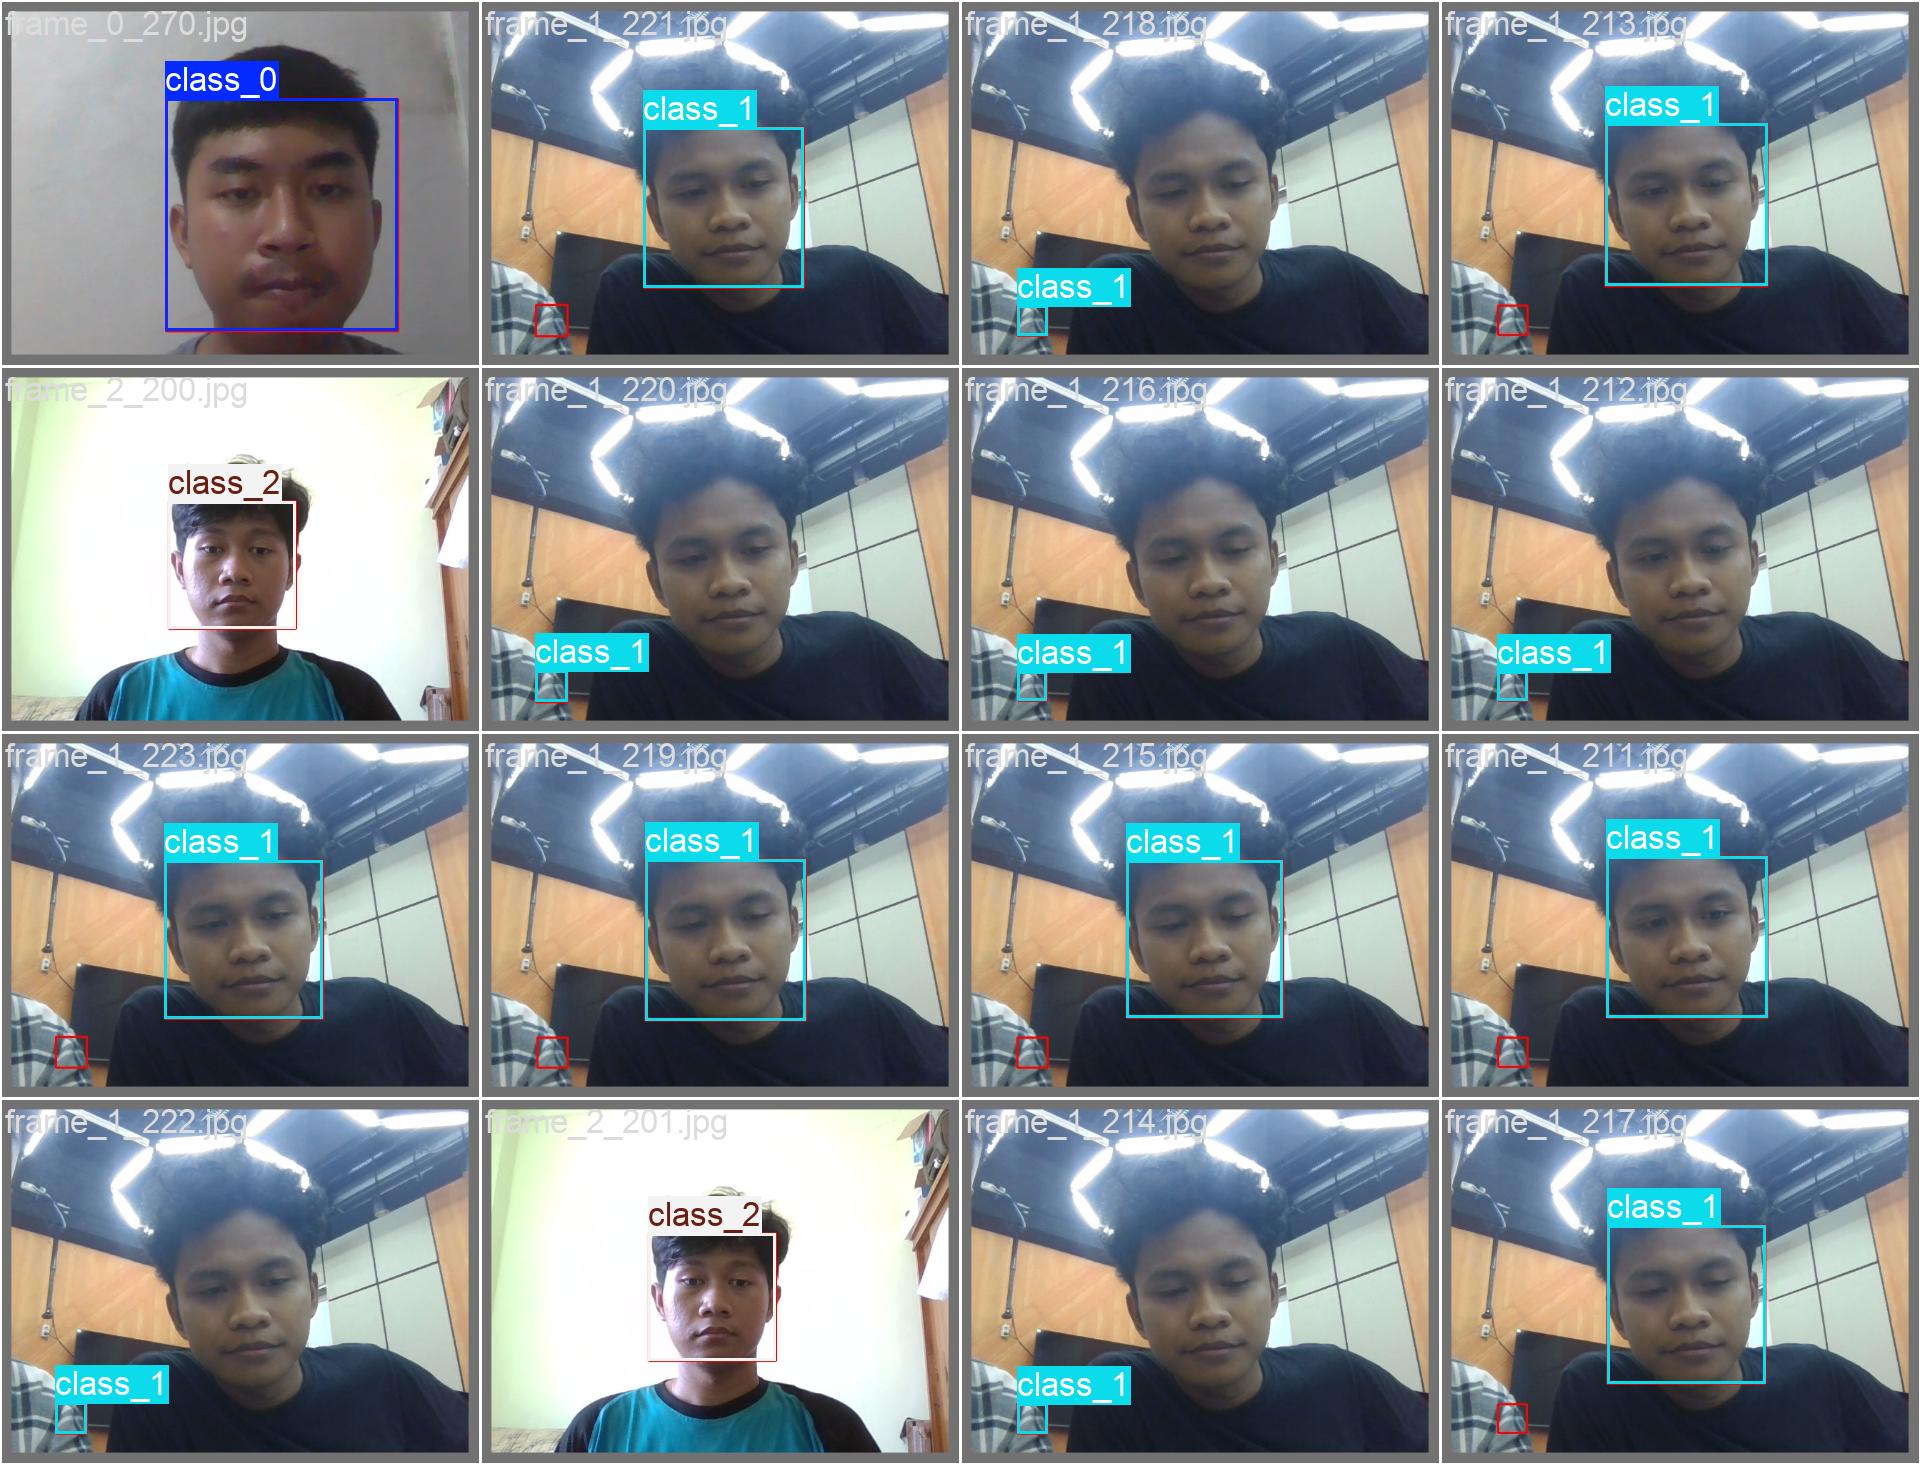 frame_0_270.jpg
class_0
frame_1_221.jpg
class_1
frame_1_218.jpg
class_1
frame_1_213.jpg
class_1
frame_2_200.jpg
class_2
frame_1_220.jpg
class_1
frame_1_216.jpg
class_1
frame_1_212.jpg
class_1
frame_1_223.jpg
class_1
frame_1_219.jpg
class_1
frame_1_215.jpg
class_1
frame_1_211.jpg
class_1
frame_1_222.jpg
class_1
frame_2_201.jpg
class_2
frame_1_214.jpg
class_1
frame_1_217.jpg
class_1